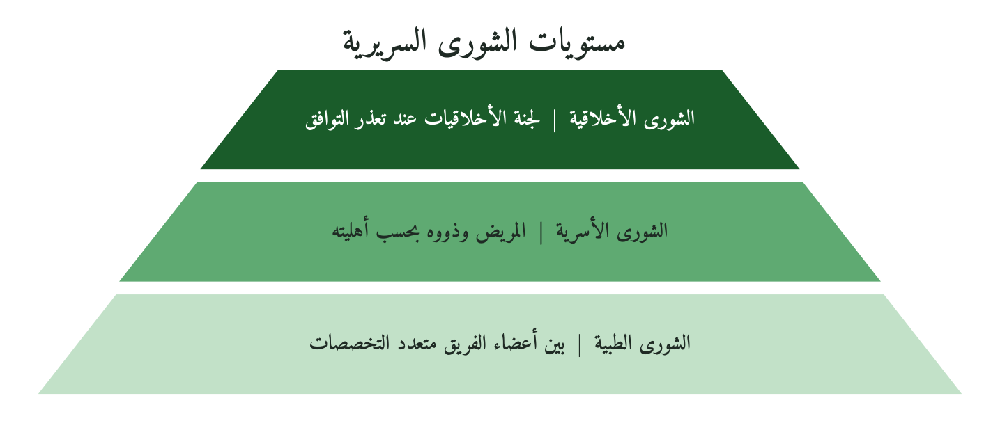 مستويات الشورى السريرية
الشورى الأخلاقية | لجنة الأخلاقيات عند تعذر التوافق
الشورى الأسرية | المريض وذووه بحسب أهليته
الشورى الطبية | بين أعضاء الفريق متعدد التخصصات